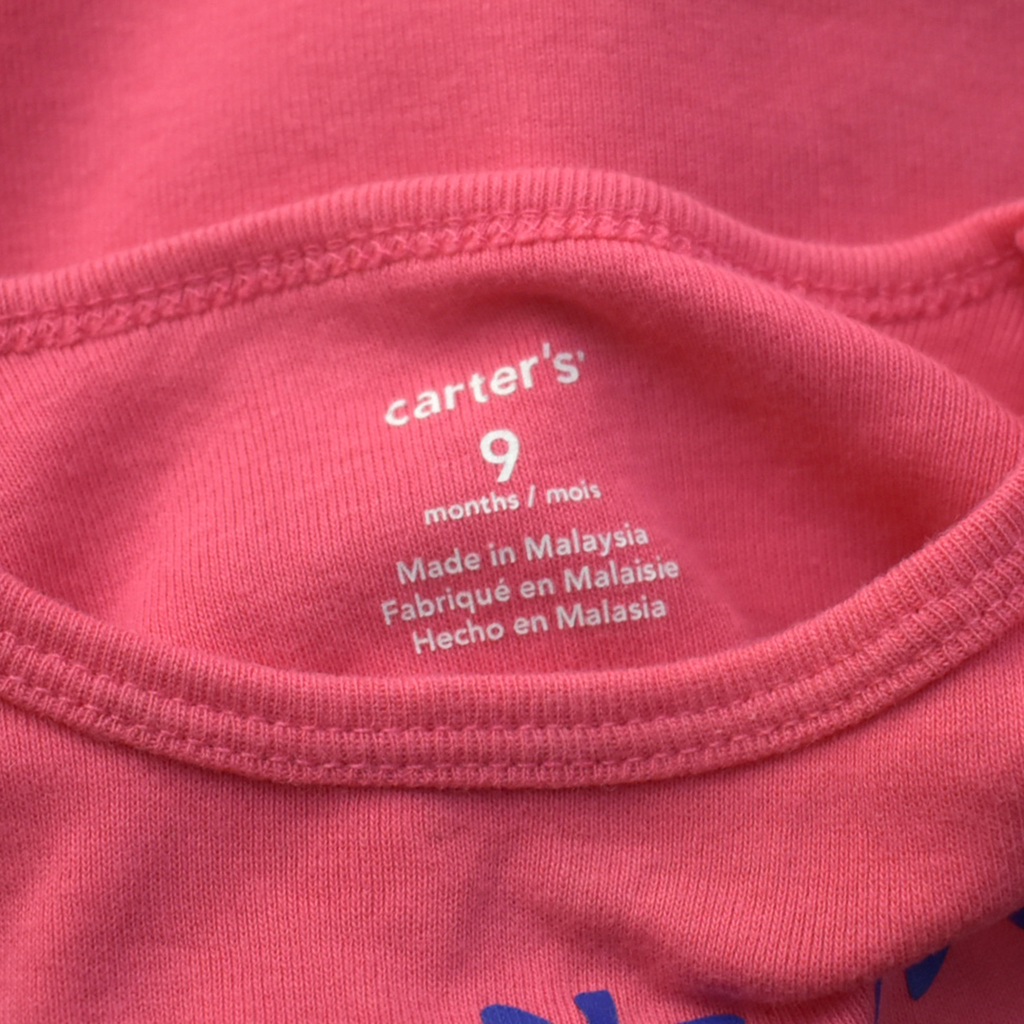 carter's
9
months / mois
Made in Malaysia
Fabriqué en Malaisie
Hecho en Malasia